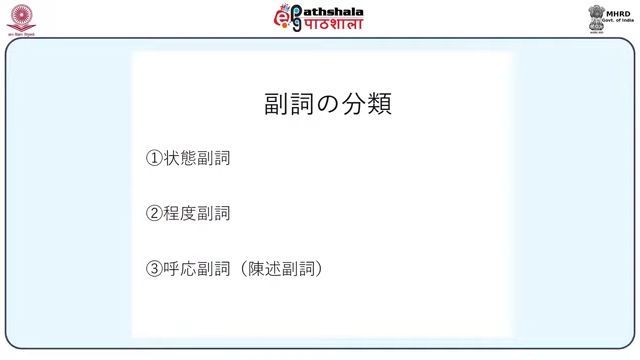 ePathshala
पाठशाला
MHRD
Govt. of India
副詞の分類
①状態副詞
②程度副詞
③呼応副詞（陳述副詞）